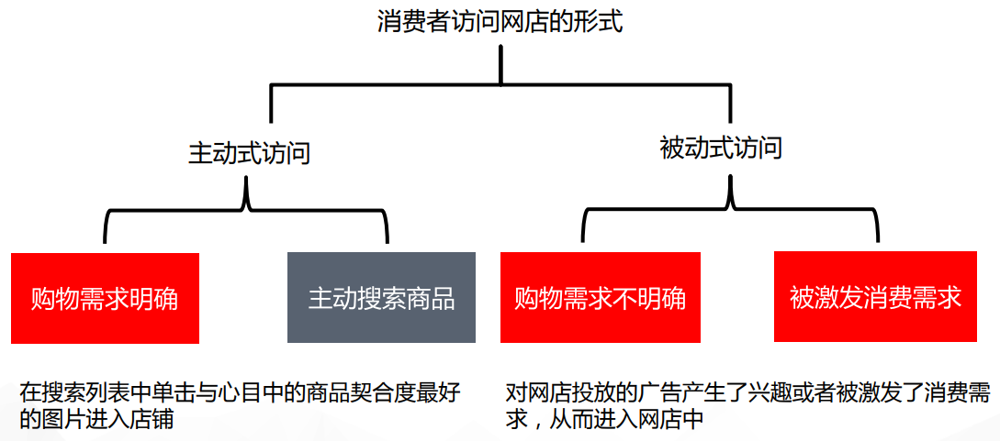 消费者访问网店的形式
主动式访问
被动式访问
购物需求明确
主动搜索商品
购物需求不明确
被激发消费需求
在搜索列表中单击与心目中的商品契合度最好
的图片进入店铺
对网店投放的广告产生了兴趣或者被激发了消费需
求，从而进入网店中